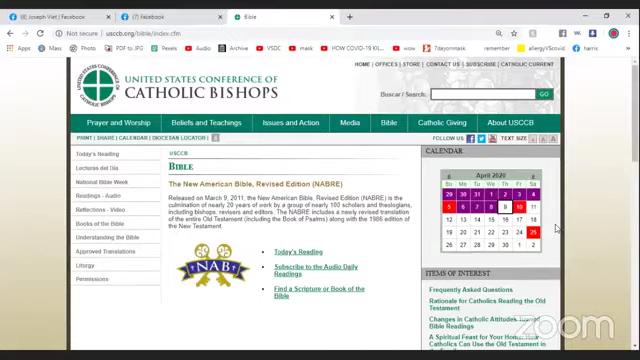 (8) Joseph Viet | Facebook
(7) Facebook
Bible
Not secure | usccb.org/bible/index.cfm
Apps
Photo
PDF to JPG
Text
Amazon
VSDC
mask
HOW COVID-19 KIL...
mask
7dayonmask
remember
allergyVScovid
harris
HOME | OFFICES | STORE | CONTACT US | SUBSCRIBE | CATHOLIC CURRENT
UNITED STATES CONFERENCE OF
CATHOLIC BISHOPS
Buscar / Search:
GO
Prayer and Worship
Beliefs and Teachings
Issues and Action
Media
Bible
Catholic Giving
About USCCB
PRINT | SHARE | CALENDAR | DIOCESAN LOCATOR
FOLLOW US
TEXT SIZE
Today's Reading
Lecturas del Día
National Bible Week
Readings - Audio
Reflections - Video
Books of the Bible
Understanding the Bible
Approved Translations
Liturgy
Permissions
USCCB
BIBLE
The New American Bible, Revised Edition (NABRE)
Released on March 9, 2011, the New American Bible, Revised Edition (NABRE) is the
culmination of nearly 20 years of work by a group of nearly 100 scholars and theologians,
including bishops, revisers and editors. The NABRE includes a newly revised translation
of the entire Old Testament (including the Book of Psalms) along with the 1986 edition of
the New Testament.
NAB
Today's Reading
Subscribe to the Audio Daily
Readings
Find a Scripture or Book of the
Bible
CALENDAR
April 2020
Su Mo Tu We Th Fr Sa
29 30 31 1 2 3 4
5 6 7 8 9 10 11
12 13 14 15 16 17 18
19 20 21 22 23 24 25
26 27 28 29 30 1 2
ITEMS OF INTEREST
Frequently Asked Questions
Rationale for Catholics Reading the Old
Testament
Changes in Catholic Attitudes Toward
Bible Readings
A Spiritual Feast for Your Home: How
Catholics Can Use the Old Testament in
zoom